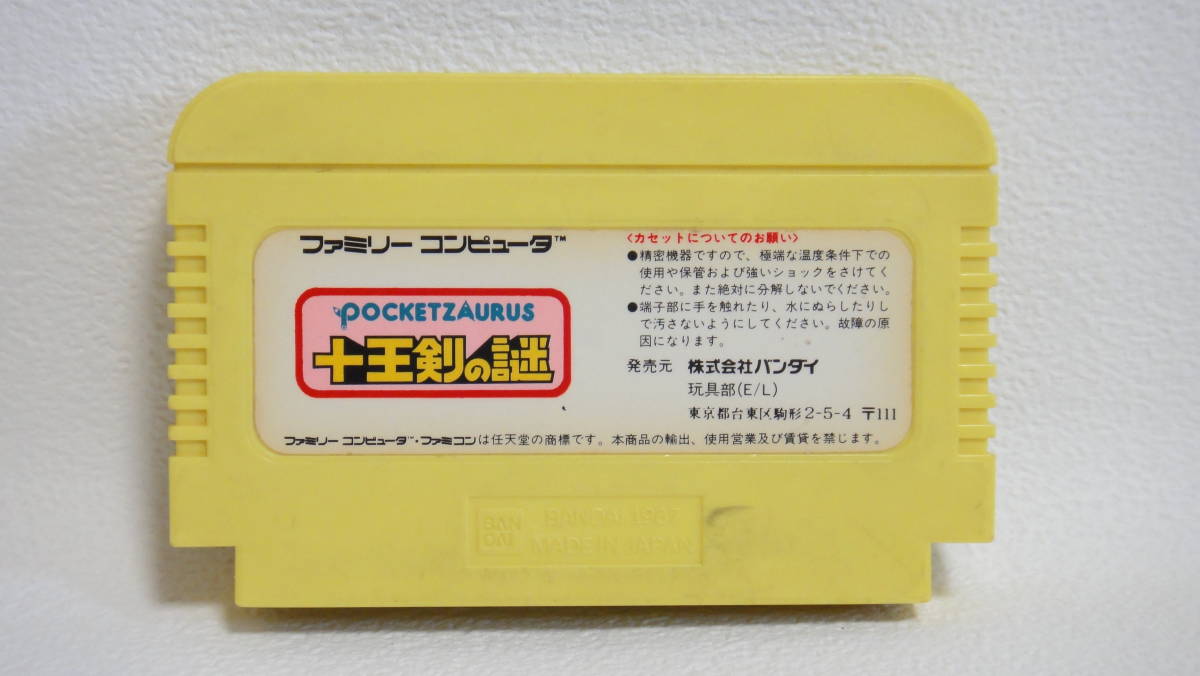 ファミリー コンピュータ™
POCKETZAURUS
十王剣の謎
〈カセットについてのお願い〉
●精密機器ですので、極端な温度条件下での
使用や保管および強いショックをさけてく
ださい。また絶対に分解しないでください。
●端子部に手を触れたり、水にぬらしたりし
て汚さないようにしてください。故障の原
因になります。
発売元 株式会社バンダイ
玩具部(E/L)
東京都台東区駒形2-5-4 〒111
ファミリー コンピュータ™・ファミコンは任天堂の商標です。本商品の輸出、使用営業及び賃貸を禁じます。
BAN
DAI
BANDAI 1987
MADE IN JAPAN